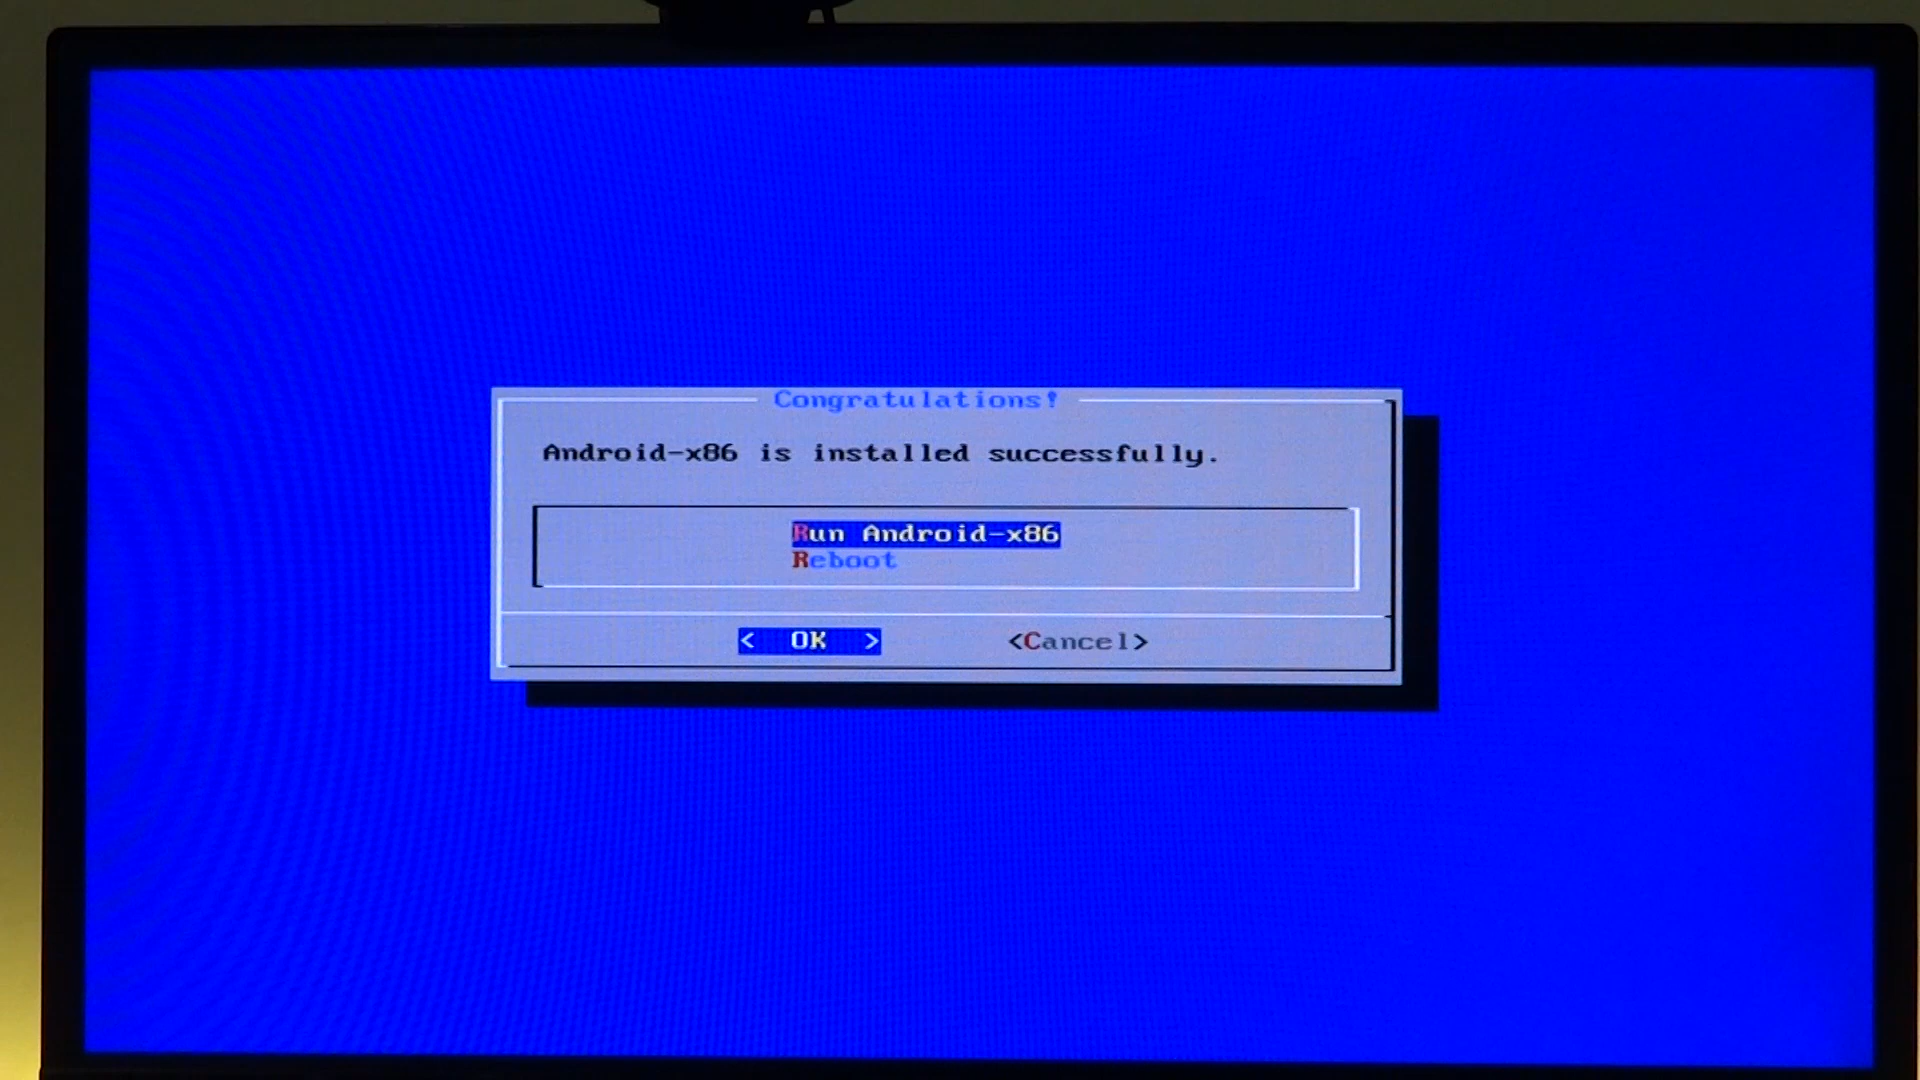 Congratulations!
Android-x86 is installed successfully.
Run Android-x86
Reboot
< OK > <Cancel>